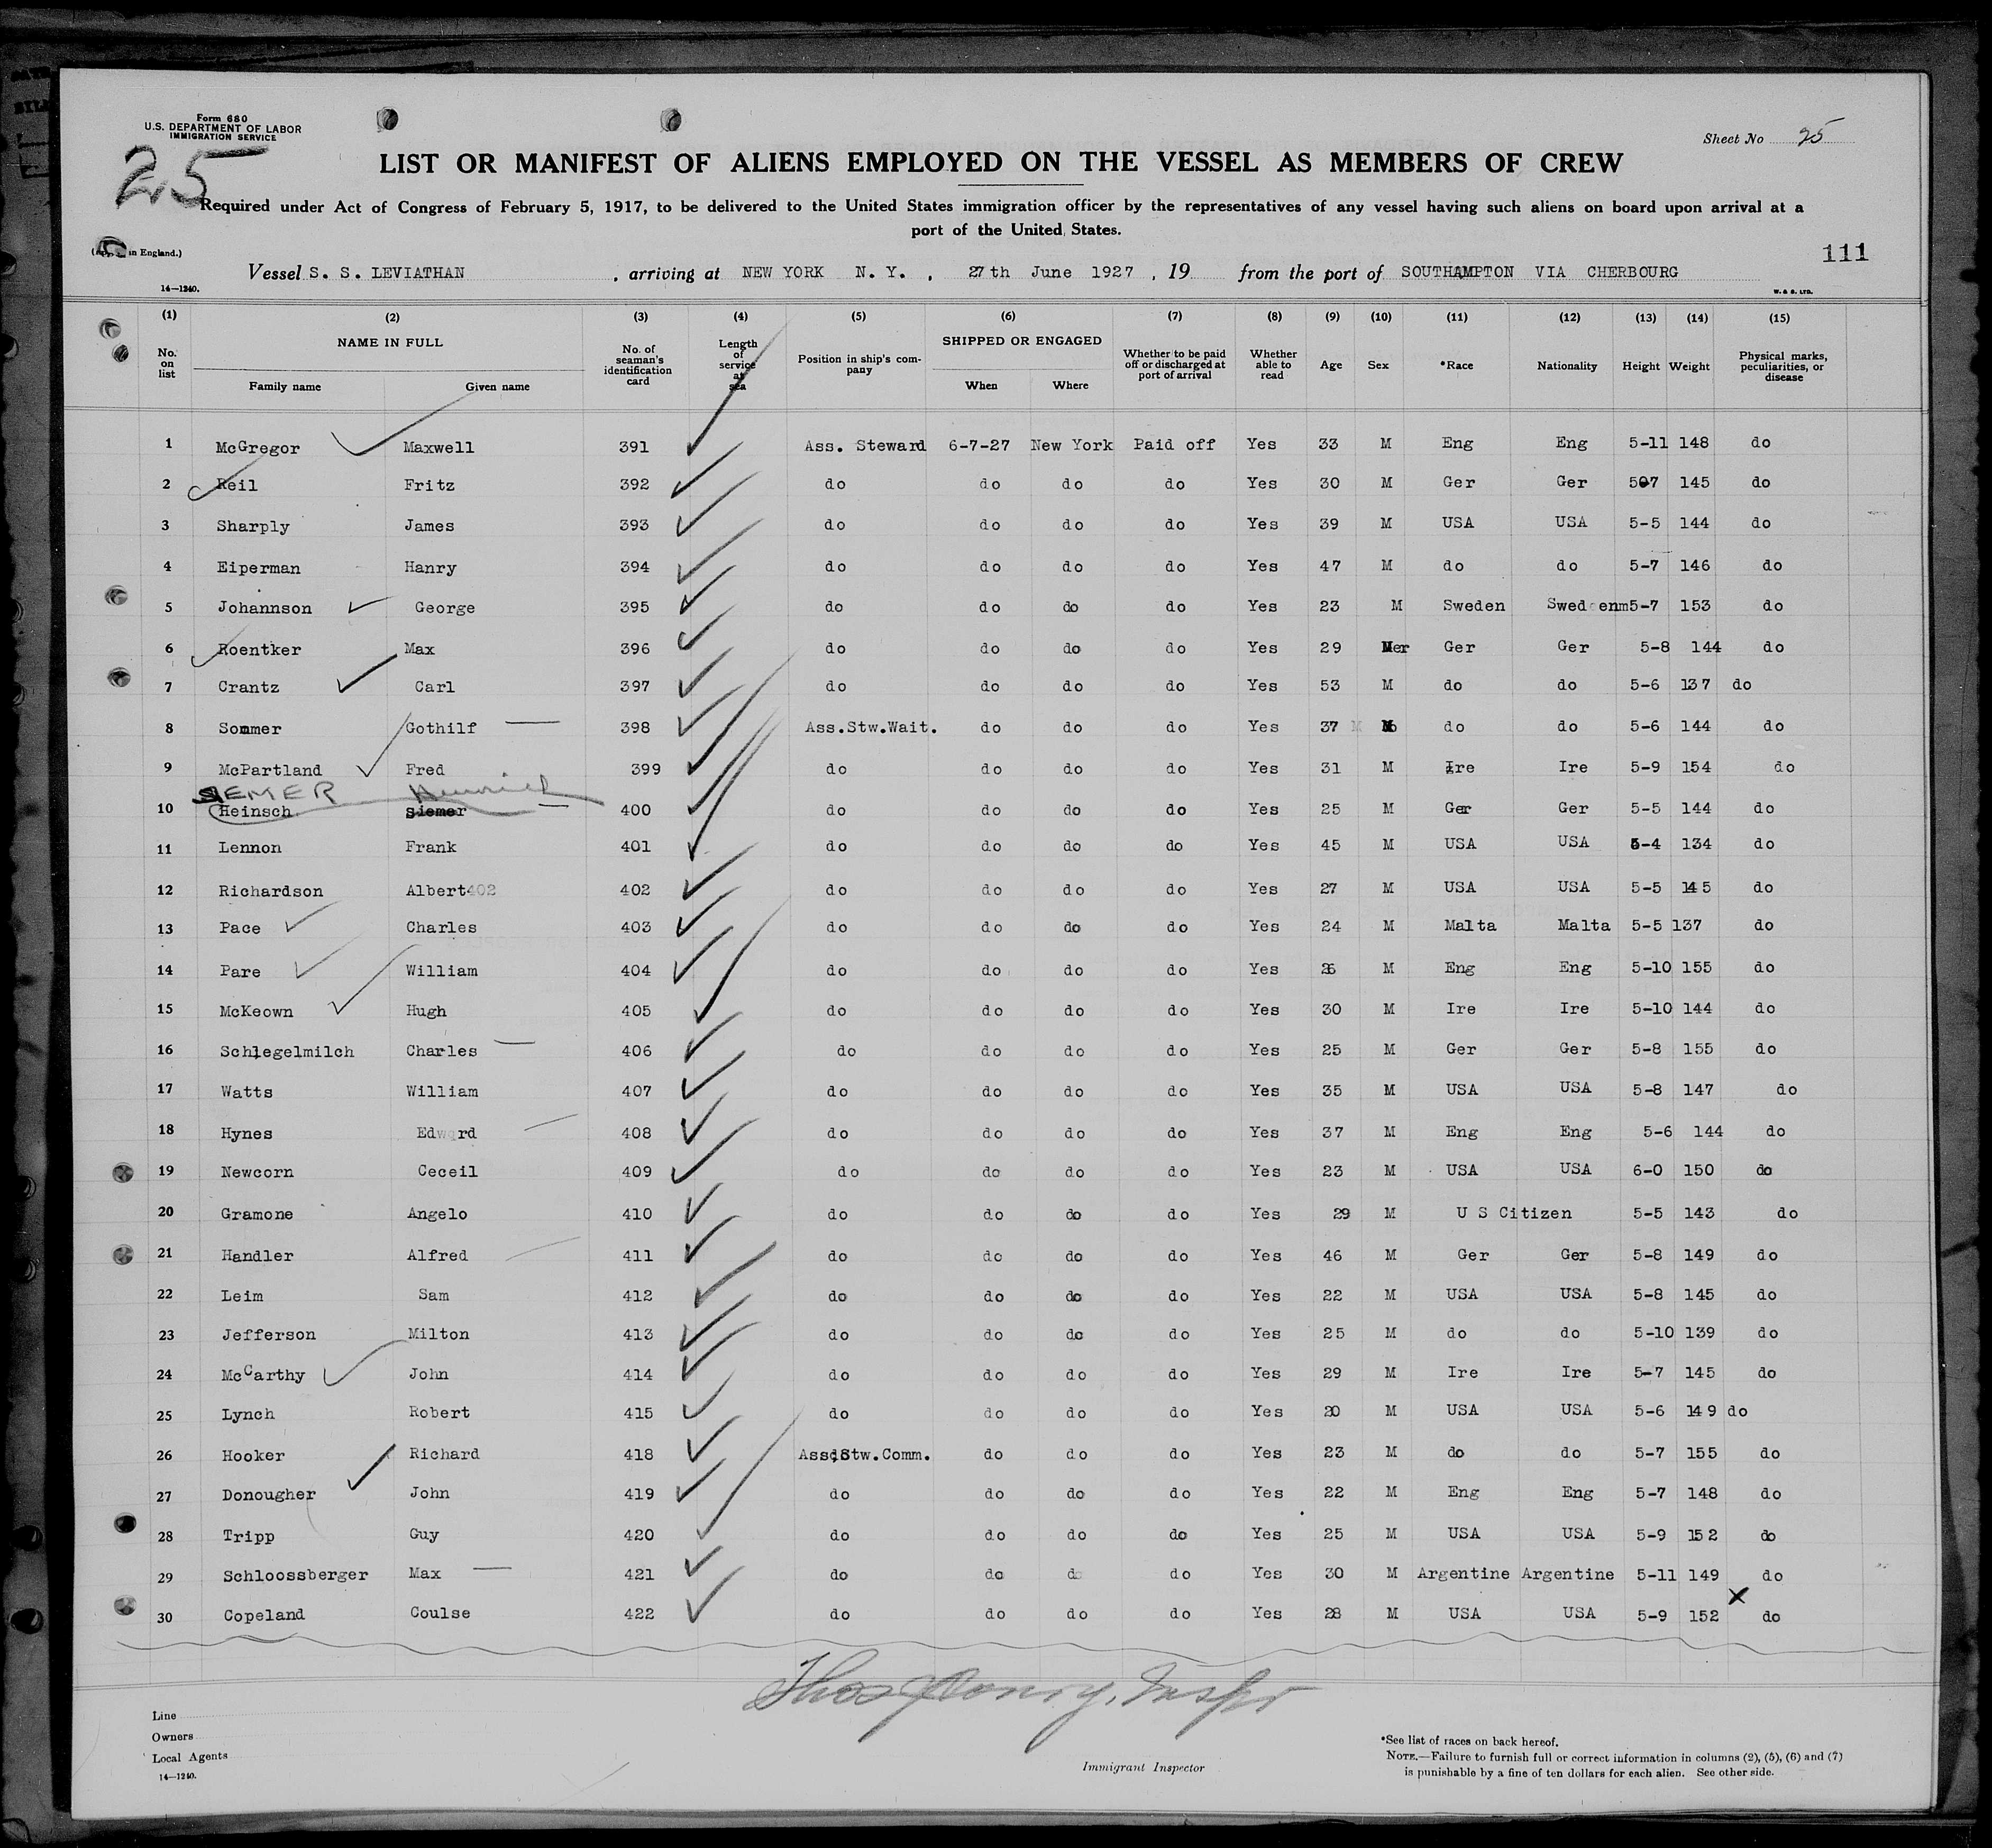 Form 680
U.S. DEPARTMENT OF LABOR
IMMIGRATION SERVICE
25
Sheet No 25
LIST OR MANIFEST OF ALIENS EMPLOYED ON THE VESSEL AS MEMBERS OF CREW
Required under Act of Congress of February 5, 1917, to be delivered to the United States immigration officer by the representatives of any vessel having such aliens on board upon arrival at a
port of the United States.
in England.)
111
Vessel S. S. LEVIATHAN , arriving at NEW YORK N. Y. , 27th June 1927 , 19 from the port of SOUTHAMPTON VIA CHERBOURG
14—1240.
W. & S. LTD.
(1) (2) (3) (4) (5) (6) (7) (8) (9) (10) (11) (12) (13) (14) (15)
No. on list NAME IN FULL Family name Given name No. of seaman's identification card Length of service at sea Position in ship's company SHIPPED OR ENGAGED When Where Whether to be paid off or discharged at port of arrival Whether able to read Age Sex *Race Nationality Height Weight Physical marks, peculiarities, or disease
1 McGregor Maxwell 391 Ass. Steward 6-7-27 New York Paid off Yes 33 M Eng Eng 5-11 148 do
2 Reil Fritz 392 do do do do Yes 30 M Ger Ger 507 145 do
3 Sharply James 393 do do do do Yes 39 M USA USA 5-5 144 do
4 Eiperman Hanry 394 do do do do Yes 47 M do do 5-7 146 do
5 Johannson George 395 do do do do Yes 23 M Sweden Swedenm5-7 153 do
6 Roentker Max 396 do do do do Yes 29 Mer Ger Ger 5-8 144 do
7 Crantz Carl 397 do do do do Yes 53 M do do 5-6 137 do
8 Sommer Gothilf 398 Ass.Stw.Wait. do do do Yes 37 M do do 5-6 144 do
9 McPartland Fred 399 do do do do Yes 31 M Ire Ire 5-9 154 do
SIEMER Heinrich
10 Heinsch Siemer 400 do do do do Yes 25 M Ger Ger 5-5 144 do
11 Lennon Frank 401 do do do do Yes 45 M USA USA 5-4 134 do
12 Richardson Albert402 402 do do do do Yes 27 M USA USA 5-5 145 do
13 Pace Charles 403 do do do do Yes 24 M Malta Malta 5-5 137 do
14 Pare William 404 do do do do Yes 26 M Eng Eng 5-10 155 do
15 McKeown Hugh 405 do do do do Yes 30 M Ire Ire 5-10 144 do
16 Schlegelmilch Charles 406 do do do do Yes 25 M Ger Ger 5-8 155 do
17 Watts William 407 do do do do Yes 35 M USA USA 5-8 147 do
18 Hynes Edward 408 do do do do Yes 37 M Eng Eng 5-6 144 do
19 Newcorn Ceceil 409 do do do do Yes 23 M USA USA 6-0 150 do
20 Gramone Angelo 410 do do do do Yes 29 M U S Citizen 5-5 143 do
21 Handler Alfred 411 do do do do Yes 46 M Ger Ger 5-8 149 do
22 Leim Sam 412 do do do do Yes 22 M USA USA 5-8 145 do
23 Jefferson Milton 413 do do do do Yes 25 M do do 5-10 139 do
24 McCarthy John 414 do do do do Yes 29 M Ire Ire 5-7 145 do
25 Lynch Robert 415 do do do do Yes 20 M USA USA 5-6 149 do
26 Hooker Richard 418 Ass.Stw.Comm. do do do Yes 23 M do do 5-7 155 do
27 Donougher John 419 do do do do Yes 22 M Eng Eng 5-7 148 do
28 Tripp Guy 420 do do do do Yes 25 M USA USA 5-9 152 do
29 Schloossberger Max 421 do do do do Yes 30 M Argentine Argentine 5-11 149 do
30 Copeland Coulse 422 do do do do Yes 28 M USA USA 5-9 152 x do
Line
Owners
Local Agents
14—1240.
Immigrant Inspector
*See list of races on back hereof.
NOTE.—Failure to furnish full or correct information in columns (2), (5), (6) and (7)
is punishable by a fine of ten dollars for each alien. See other side.